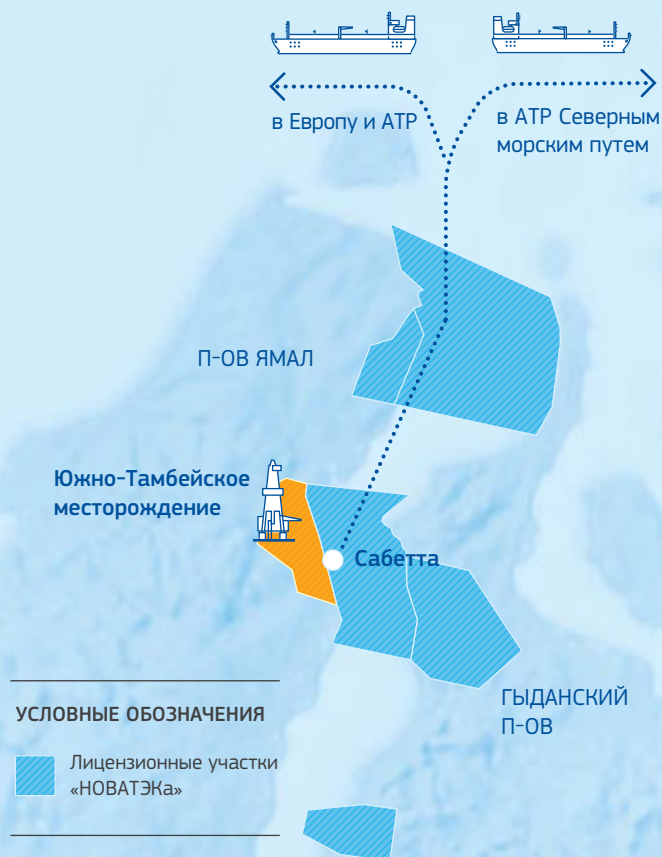 в Европу и АТР
в АТР Северным
морским путем
П-ОВ ЯМАЛ
Южно-Тамбейское
месторождение
Сабетта
ГЫДАНСКИЙ
П-ОВ
УСЛОВНЫЕ ОБОЗНАЧЕНИЯ
Лицензионные участки
«НОВАТЭКа»